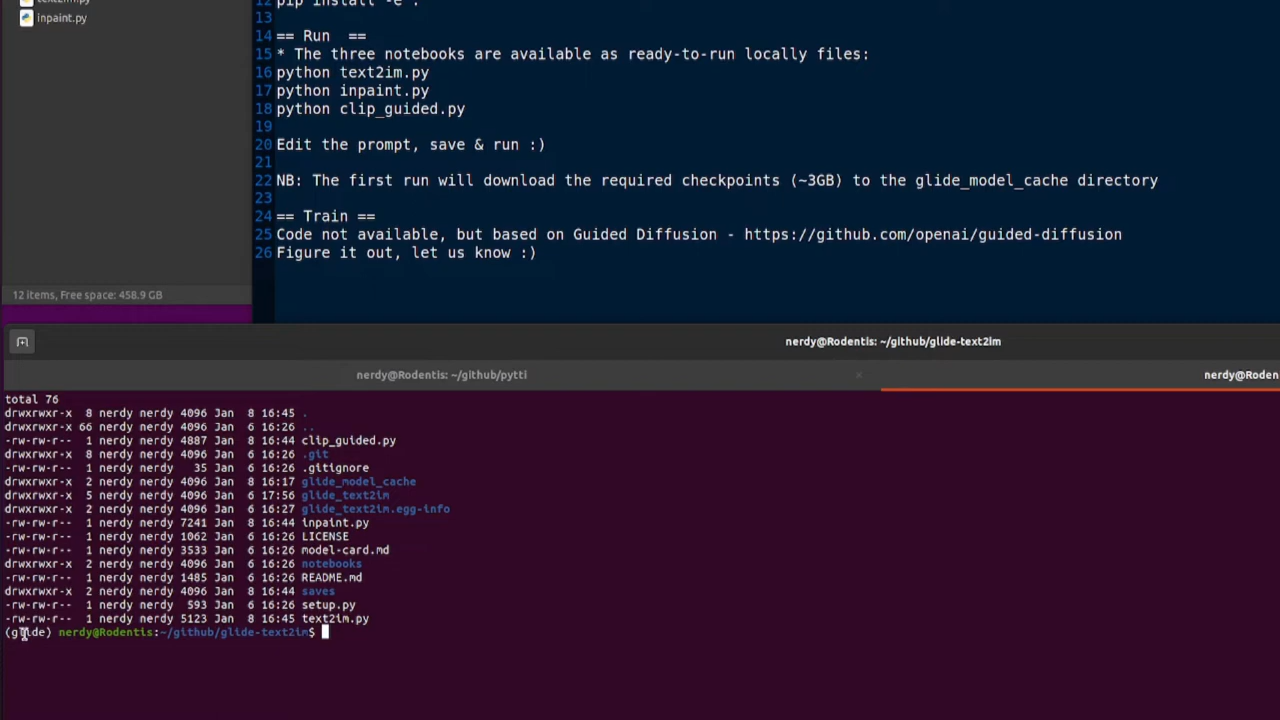 inpaint.py
12 items, Free space: 458.9 GB
12 pip install -e .
13
14 == Run ==
15 * The three notebooks are available as ready-to-run locally files:
16 python text2im.py
17 python inpaint.py
18 python clip_guided.py
19
20 Edit the prompt, save & run :)
21
22 NB: The first run will download the required checkpoints (~3GB) to the glide_model_cache directory
23
24 == Train ==
25 Code not available, but based on Guided Diffusion - https://github.com/openai/guided-diffusion
26 Figure it out, let us know :)
nerdy@Rodentis: ~/github/glide-text2im
nerdy@Rodentis: ~/github/pytti × nerdy@Roden
total 76
drwxrwxr-x 8 nerdy nerdy 4096 Jan 8 16:45 .
drwxrwxr-x 66 nerdy nerdy 4096 Jan 6 16:26 ..
-rw-rw-r-- 1 nerdy nerdy 4887 Jan 8 16:44 clip_guided.py
drwxrwxr-x 8 nerdy nerdy 4096 Jan 6 16:26 .git
-rw-rw-r-- 1 nerdy nerdy 35 Jan 6 16:26 .gitignore
drwxrwxr-x 2 nerdy nerdy 4096 Jan 8 16:17 glide_model_cache
drwxrwxr-x 5 nerdy nerdy 4096 Jan 6 17:56 glide_text2im
drwxrwxr-x 2 nerdy nerdy 4096 Jan 6 16:27 glide_text2im.egg-info
-rw-rw-r-- 1 nerdy nerdy 7241 Jan 8 16:44 inpaint.py
-rw-rw-r-- 1 nerdy nerdy 1062 Jan 6 16:26 LICENSE
-rw-rw-r-- 1 nerdy nerdy 3533 Jan 6 16:26 model-card.md
drwxrwxr-x 2 nerdy nerdy 4096 Jan 6 16:26 notebooks
-rw-rw-r-- 1 nerdy nerdy 1485 Jan 6 16:26 README.md
drwxrwxr-x 2 nerdy nerdy 4096 Jan 8 16:44 saves
-rw-rw-r-- 1 nerdy nerdy 593 Jan 6 16:26 setup.py
-rw-rw-r-- 1 nerdy nerdy 5123 Jan 8 16:45 text2im.py
(glide) nerdy@Rodentis:~/github/glide-text2im$